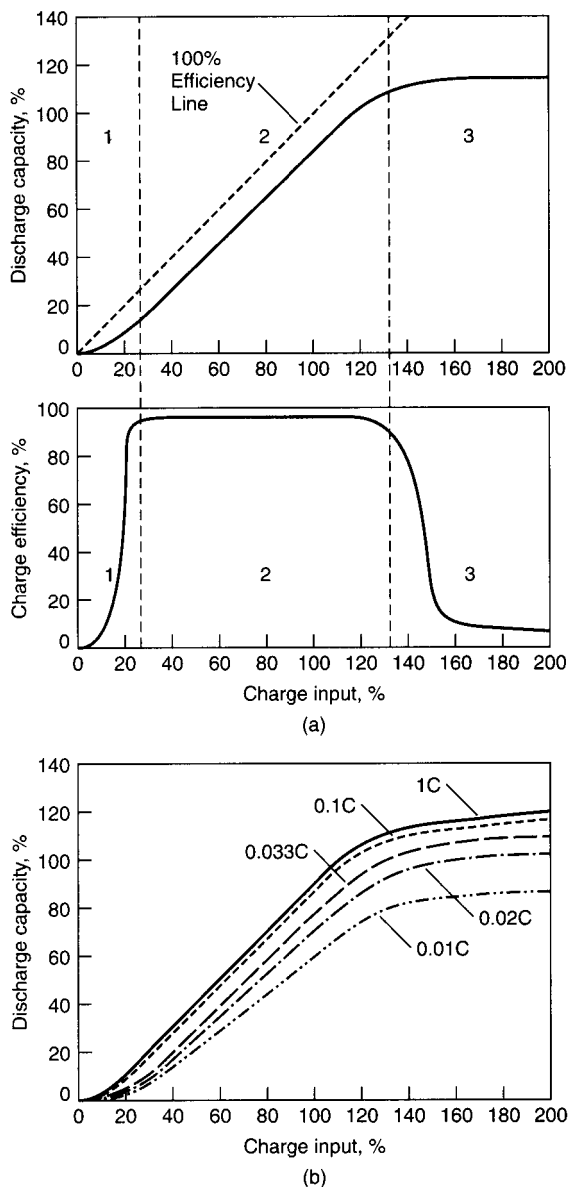 140
120
100
80
60
40
20
0
Discharge capacity, %
100%
Efficiency
Line
1
2
3
0 20 40 60 80 100 120 140 160 180 200
100
80
60
40
20
0
Charge efficiency, %
1
2
3
0 20 40 60 80 100 120 140 160 180 200
Charge input, %
(a)
140
120
100
80
60
40
20
0
Discharge capacity, %
1C
0.1C
0.033C
0.02C
0.01C
0 20 40 60 80 100 120 140 160 180 200
Charge input, %
(b)